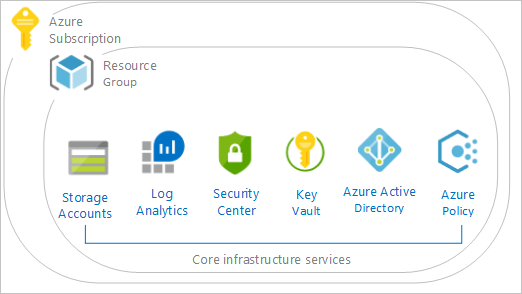 Azure
Subscription
Resource
Group
Storage
Accounts
Log
Analytics
Security
Center
Key
Vault
Azure Active
Directory
Azure
Policy
Core infrastructure services